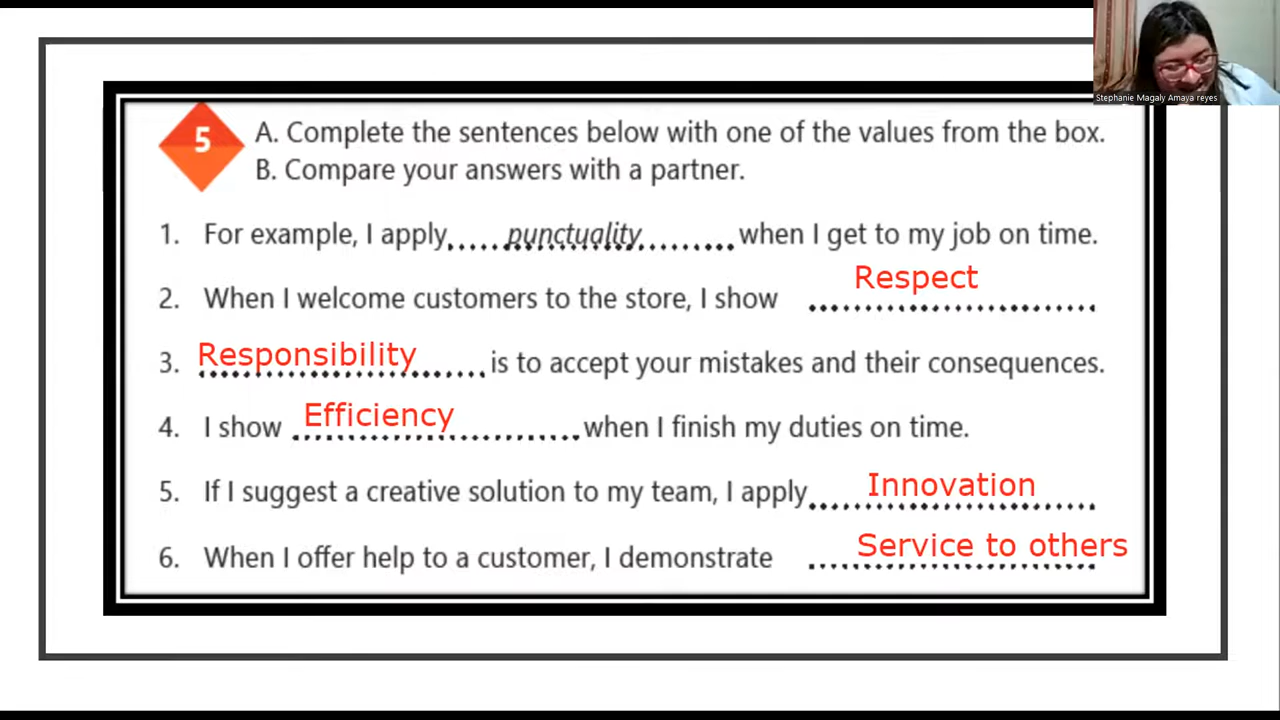 Stephanie Magaly Amaya reyes
5
A. Complete the sentences below with one of the values from the box.
B. Compare your answers with a partner.
1. For example, I apply.....punctuality.........when I get to my job on time.
2. When I welcome customers to the store, I show Respect
3. Responsibility is to accept your mistakes and their consequences.
4. I show Efficiency when I finish my duties on time.
5. If I suggest a creative solution to my team, I apply Innovation
6. When I offer help to a customer, I demonstrate Service to others